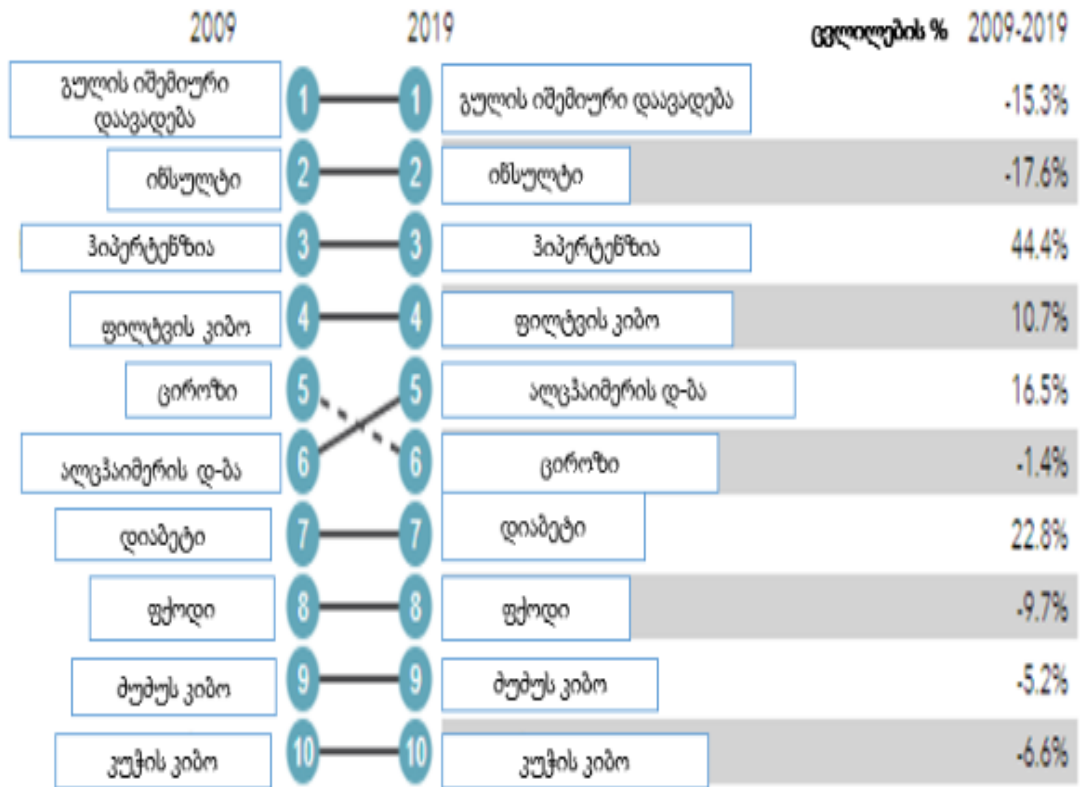 2009 2019 ცვლილების % 2009-2019
გულის იშემიური
დაავადება
1 1 გულის იშემიური დაავადება -15.3%
ინსულტი 2 2 ინსულტი -17.6%
ჰიპერტენზია 3 3 ჰიპერტენზია 44.4%
ფილტვის კიბო 4 4 ფილტვის კიბო 10.7%
ციროზი 5 5 ალცჰაიმერის დ-ბა 16.5%
ალცჰაიმერის დ-ბა 6 6 ციროზი -1.4%
დიაბეტი 7 7 დიაბეტი 22.8%
ფქოდი 8 8 ფქოდი -9.7%
ძუძუს კიბო 9 9 ძუძუს კიბო -5.2%
კუჭის კიბო 10 10 კუჭის კიბო -6.6%